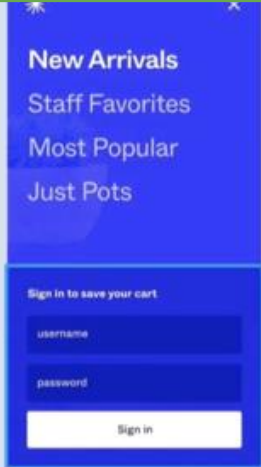 New Arrivals
Staff Favorites
Most Popular
Just Pots
Sign in to save your cart
username
password
Sign in